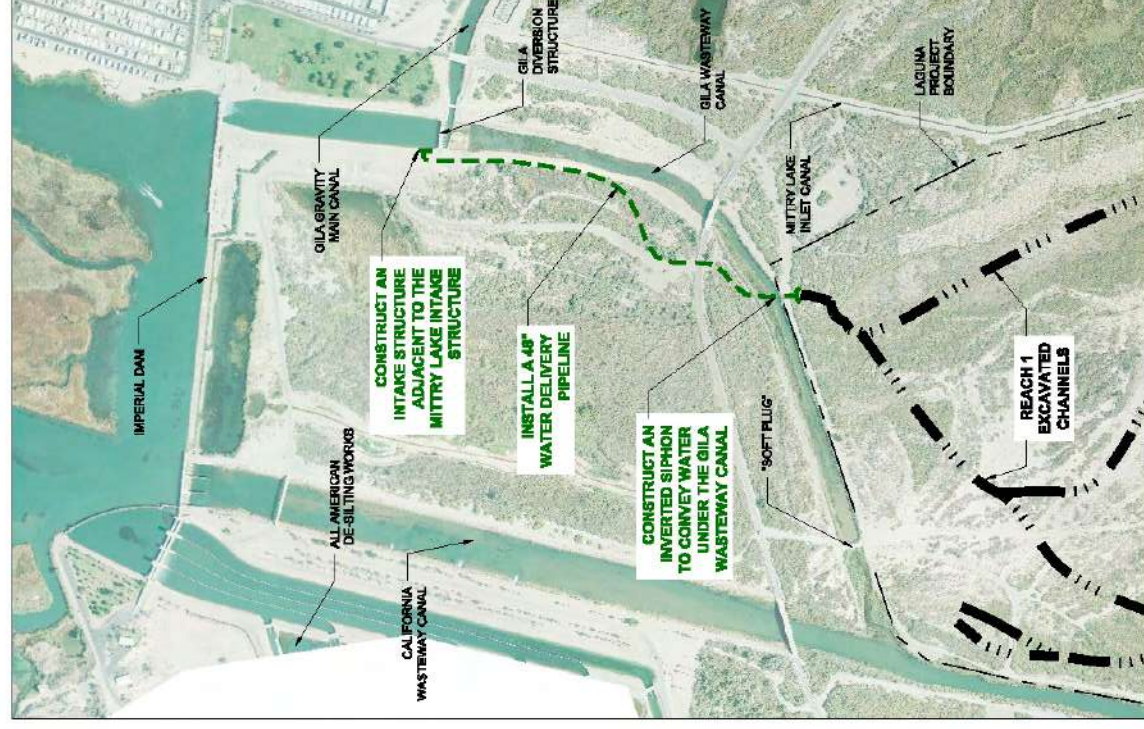 IMPERIAL DAM
GILA GRAVITY
MAIN CANAL
GILA
DIVERSION
STRUCTURE
ALL AMERICAN
DE-SILTING WORKS
CALIFORNIA
WASTEWAY CANAL
CONSTRUCT AN
INTAKE STRUCTURE
ADJACENT TO THE
MITTRY LAKE INTAKE
STRUCTURE
INSTALL A 48"
WATER DELIVERY
PIPELINE
GILA WASTEWAY
CANAL
CONSTRUCT AN
INVERTED SIPHON
TO CONVEY WATER
UNDER THE GILA
WASTEWAY CANAL
"SOFT PLUG"
MITTRY LAKE
INLET CANAL
LAGUNA
PROJECT
BOUNDARY
REACH 1
EXCAVATED
CHANNELS